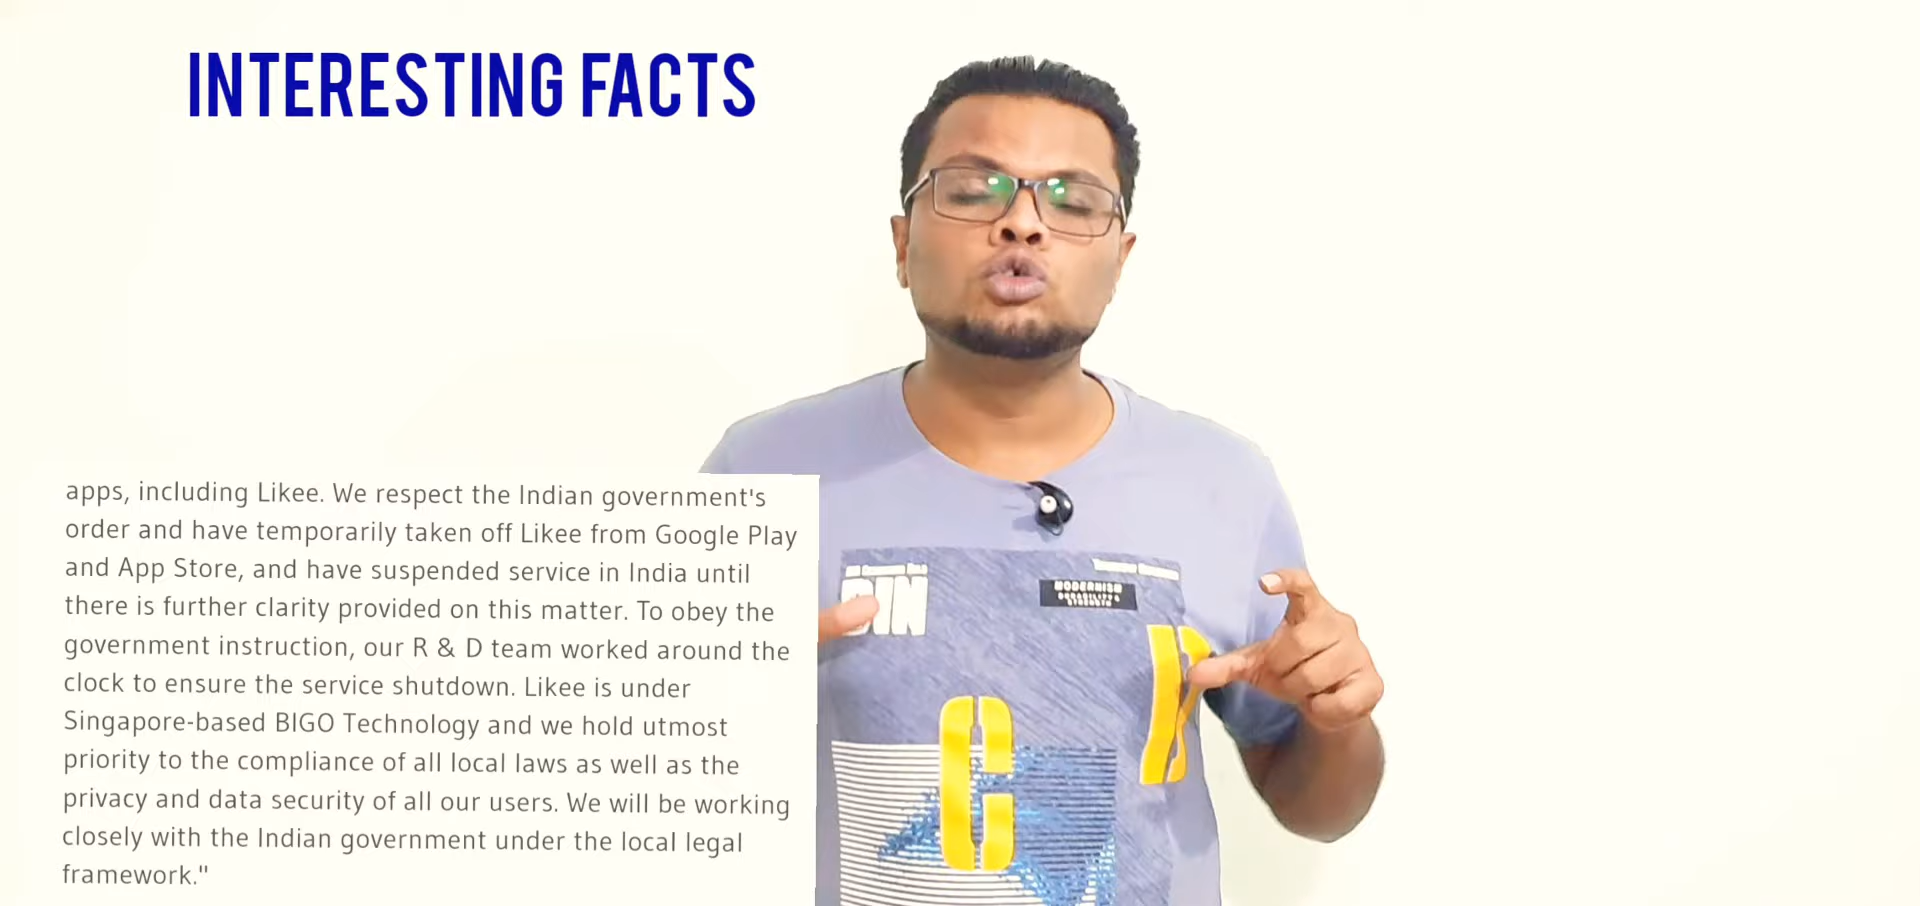 INTERESTING FACTS
apps, including Likee. We respect the Indian government's
order and have temporarily taken off Likee from Google Play
and App Store, and have suspended service in India until
there is further clarity provided on this matter. To obey the
government instruction, our R & D team worked around the
clock to ensure the service shutdown. Likee is under
Singapore-based BIGO Technology and we hold utmost
priority to the compliance of all local laws as well as the
privacy and data security of all our users. We will be working
closely with the Indian government under the local legal
framework."
MODERNISM